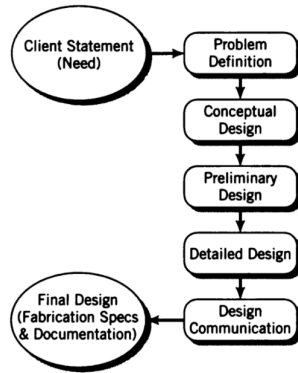 Client Statement
(Need)
Problem
Definition
Conceptual
Design
Preliminary
Design
Detailed Design
Final Design
(Fabrication Specs
& Documentation)
Design
Communication